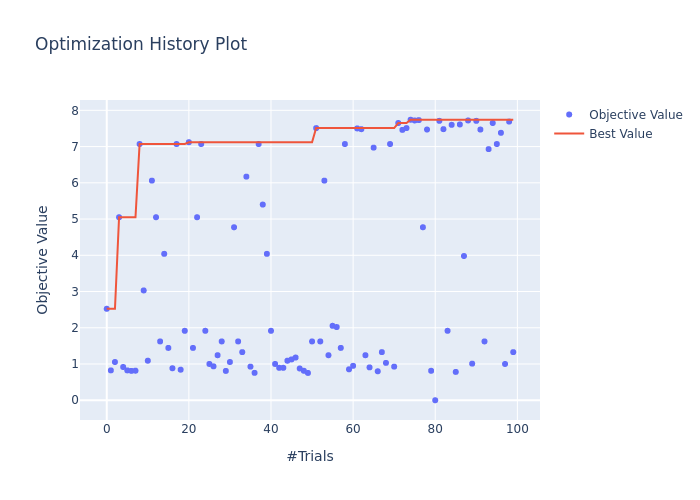 Optimization History Plot
Objective Value
Best Value
8
7
6
5
4
3
2
1
0
Objective Value
0 20 40 60 80 100
#Trials